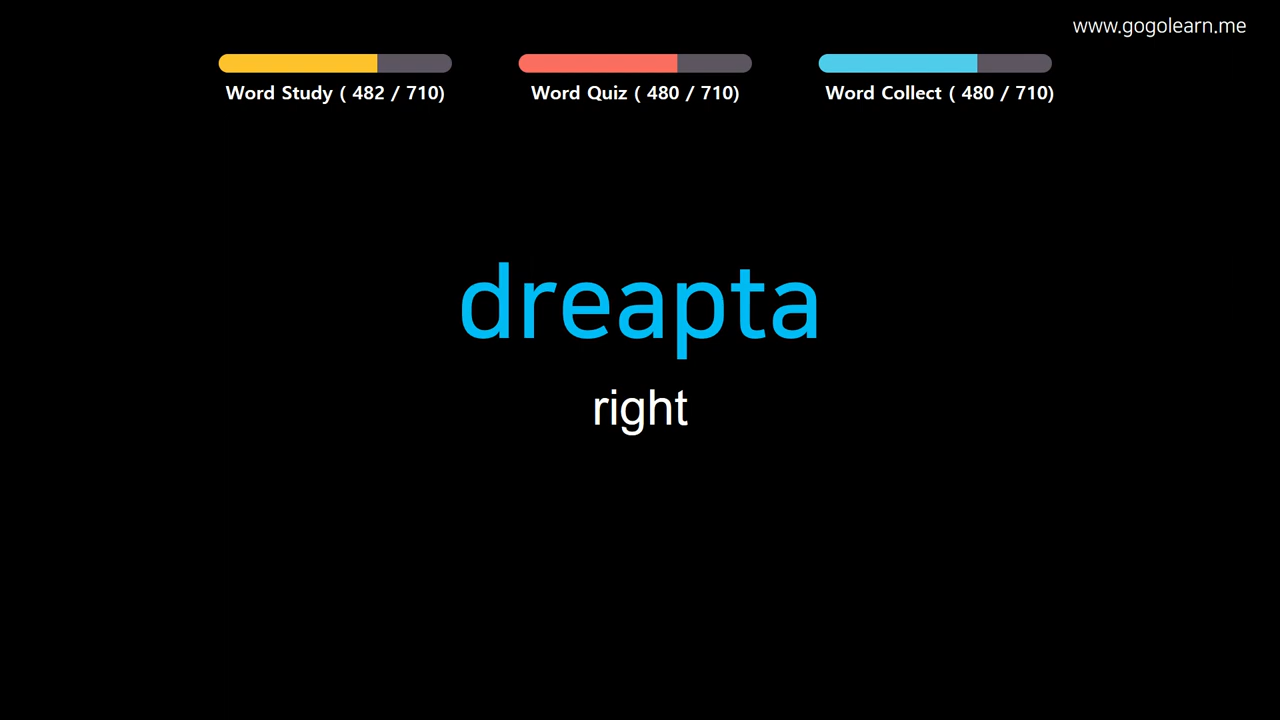 www.gogolearn.me
Word Study ( 482 / 710)
Word Quiz ( 480 / 710)
Word Collect ( 480 / 710)
dreapta
right